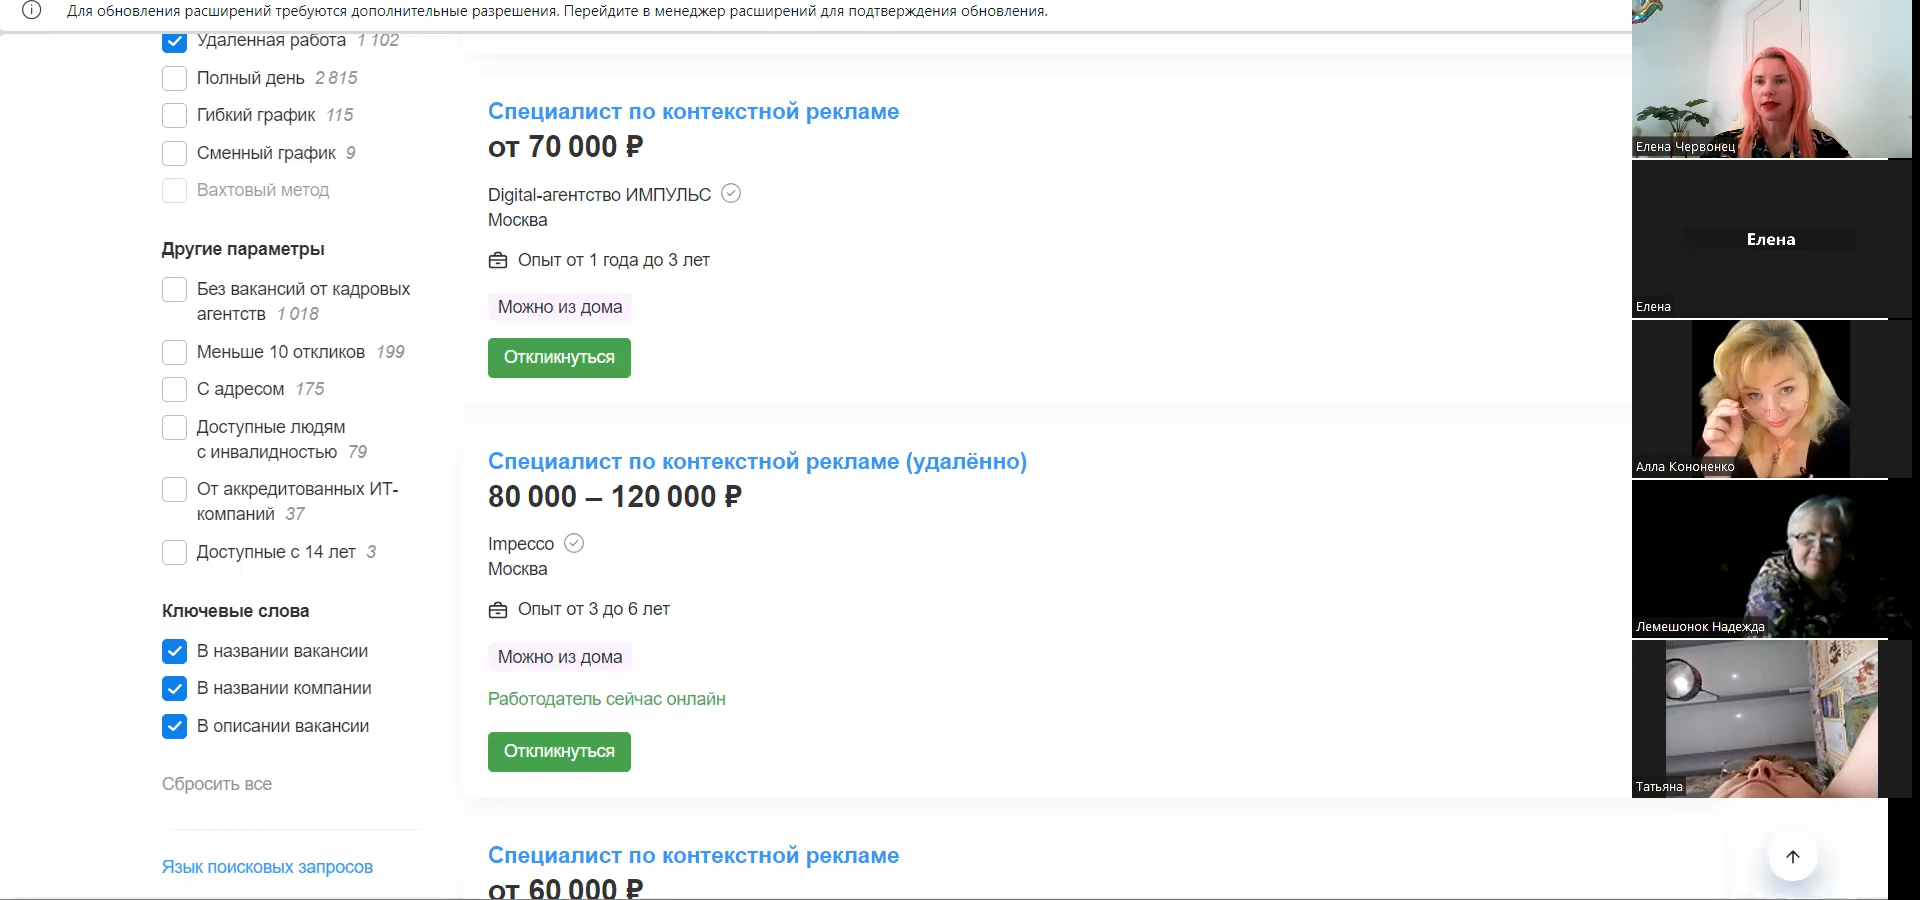 Для обновления расширений требуются дополнительные разрешения. Перейдите в менеджер расширений для подтверждения обновления.
Удаленная работа 1 102
Полный день 2 815
Гибкий график 115
Сменный график 9
Вахтовый метод
Другие параметры
Без вакансий от кадровых
агентств 1 018
Меньше 10 откликов 199
С адресом 175
Доступные людям
с инвалидностью 79
От аккредитованных ИТ-
компаний 37
Доступные с 14 лет 3
Ключевые слова
В названии вакансии
В названии компании
В описании вакансии
Сбросить все
Язык поисковых запросов
Специалист по контекстной рекламе
от 70 000 ₽
Digital-агентство ИМПУЛЬС
Москва
Опыт от 1 года до 3 лет
Можно из дома
Откликнуться
Специалист по контекстной рекламе (удалённо)
80 000 – 120 000 ₽
Impecco
Москва
Опыт от 3 до 6 лет
Можно из дома
Работодатель сейчас онлайн
Откликнуться
Специалист по контекстной рекламе
от 60 000 ₽
Елена Червонец
Елена
Елена
Алла Кононенко
Лемешонок Надежда
Татьяна